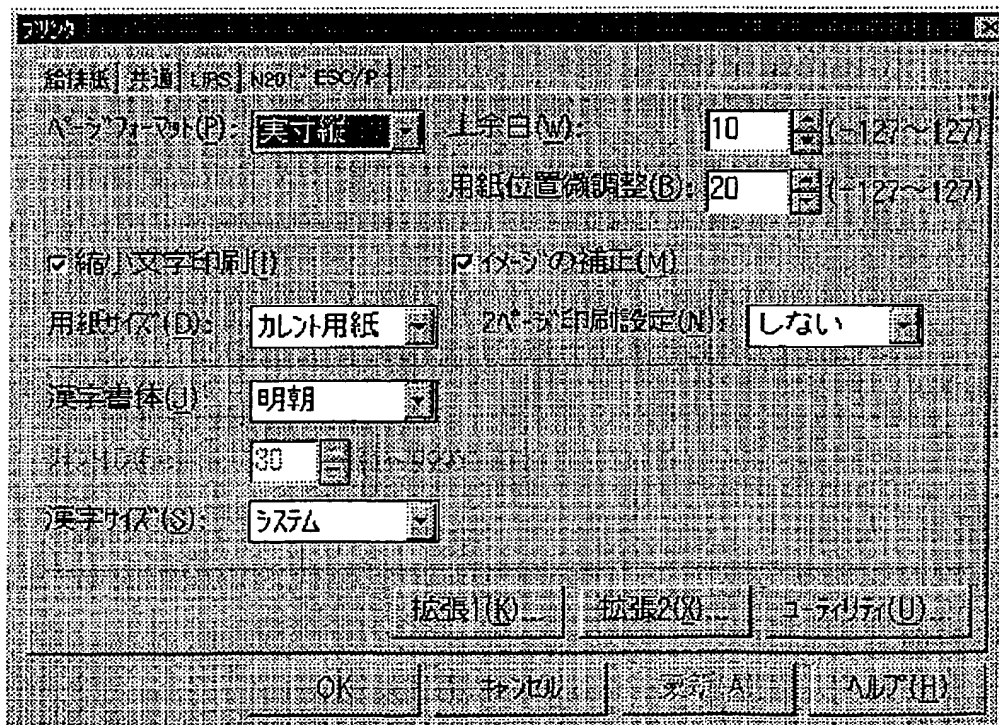 プリンタ
給排紙 共通 LIPS N201 ESC/P
ページフォーマット(P): 実寸縦 上余白(W): 10 (-127～127)
用紙位置微調整(B): 20 (-127～127)
縮小文字印刷(I) イメージの補正(M)
用紙サイズ(D): カレント用紙 2ページ印刷設定(N): しない
漢字書体(J) 明朝
30
漢字サイズ(S): システム
拡張1(K)... 拡張2(X)... ユーティリティ(U)...
OK キャンセル 更新(A) ヘルプ(H)